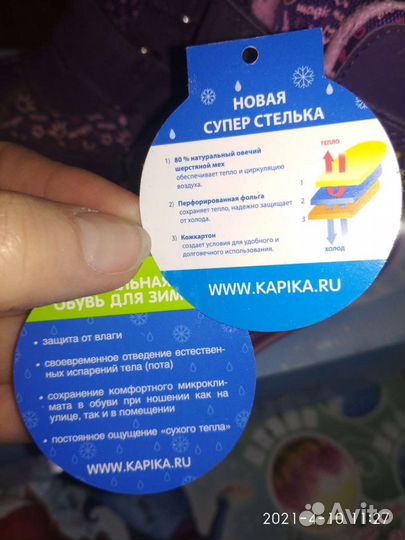 НОВАЯ
СУПЕР СТЕЛЬКА
1) 80 % натуральный овечий
шерстяной мех
обеспечивает тепло и циркуляцию
воздуха.
2) Перфорированная фольга
сохраняет тепло, надежно защищает
от холода.
3) Кожкартон
создает условия для удобного и
долговечного использования.
ТЕПЛО
1
2
3
ХОЛОД
WWW.KAPIKA.RU
ОБУВЬ ДЛЯ
• защита от влаги
• своевременное отведение естествен-
ных испарений тела (пота)
• сохранение комфортного микрокли-
мата в обуви при ношении как на
улице, так и в помещении
• постоянное ощущение «сухого тепла»
WWW.KAPIKA.RU
2021-4-10 11:27
Avito